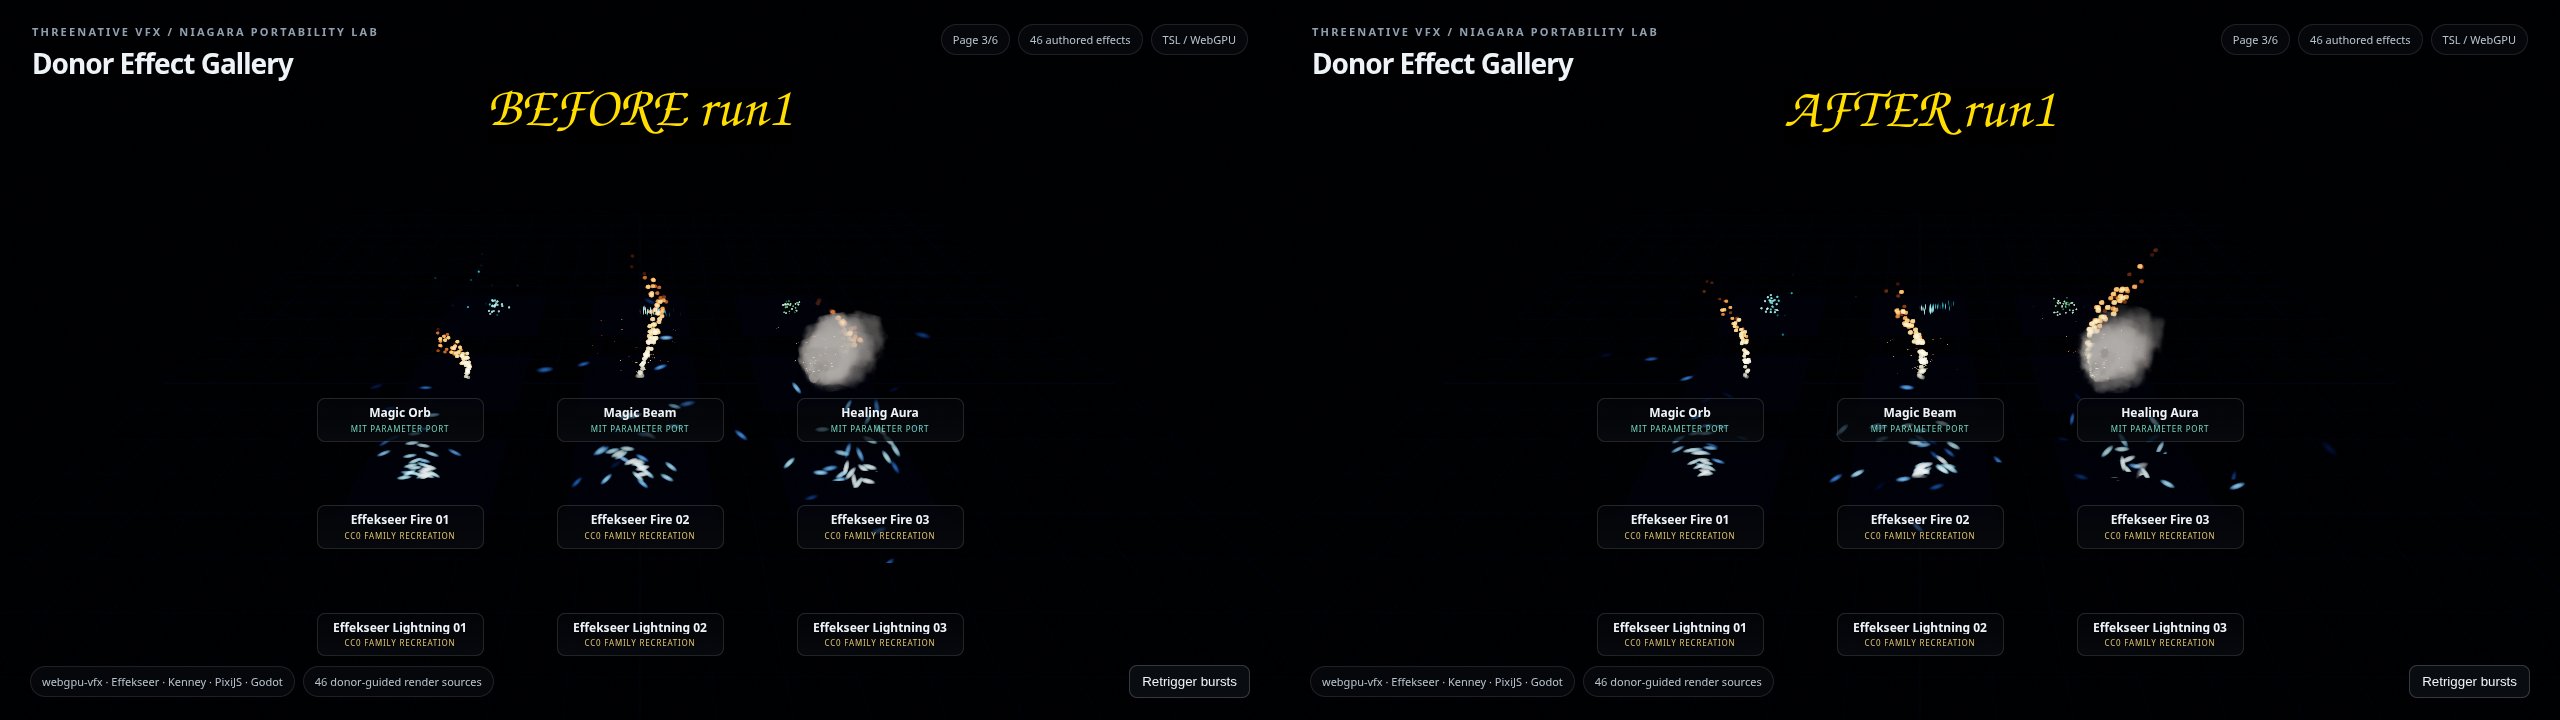 THREENATIVE VFX / NIAGARA PORTABILITY LAB
Donor Effect Gallery
Page 3/6
46 authored effects
TSL / WebGPU
BEFORE run1
Magic Orb
MIT PARAMETER PORT
Magic Beam
MIT PARAMETER PORT
Healing Aura
MIT PARAMETER PORT
Effekseer Fire 01
CC0 FAMILY RECREATION
Effekseer Fire 02
CC0 FAMILY RECREATION
Effekseer Fire 03
CC0 FAMILY RECREATION
Effekseer Lightning 01
CC0 FAMILY RECREATION
Effekseer Lightning 02
CC0 FAMILY RECREATION
Effekseer Lightning 03
CC0 FAMILY RECREATION
webgpu-vfx · Effekseer · Kenney · PixiJS · Godot
46 donor-guided render sources
Retrigger bursts
THREENATIVE VFX / NIAGARA PORTABILITY LAB
Donor Effect Gallery
Page 3/6
46 authored effects
TSL / WebGPU
AFTER run1
Magic Orb
MIT PARAMETER PORT
Magic Beam
MIT PARAMETER PORT
Healing Aura
MIT PARAMETER PORT
Effekseer Fire 01
CC0 FAMILY RECREATION
Effekseer Fire 02
CC0 FAMILY RECREATION
Effekseer Fire 03
CC0 FAMILY RECREATION
Effekseer Lightning 01
CC0 FAMILY RECREATION
Effekseer Lightning 02
CC0 FAMILY RECREATION
Effekseer Lightning 03
CC0 FAMILY RECREATION
webgpu-vfx · Effekseer · Kenney · PixiJS · Godot
46 donor-guided render sources
Retrigger bursts